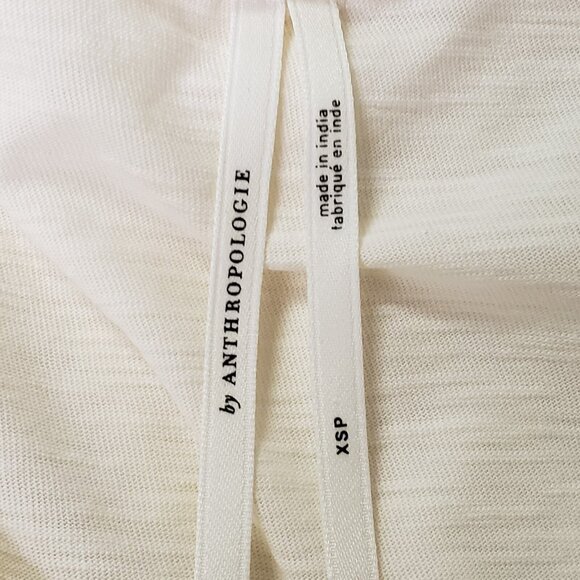 by ANTHROPOLOGIE
made in india
fabriqué en inde
XSP